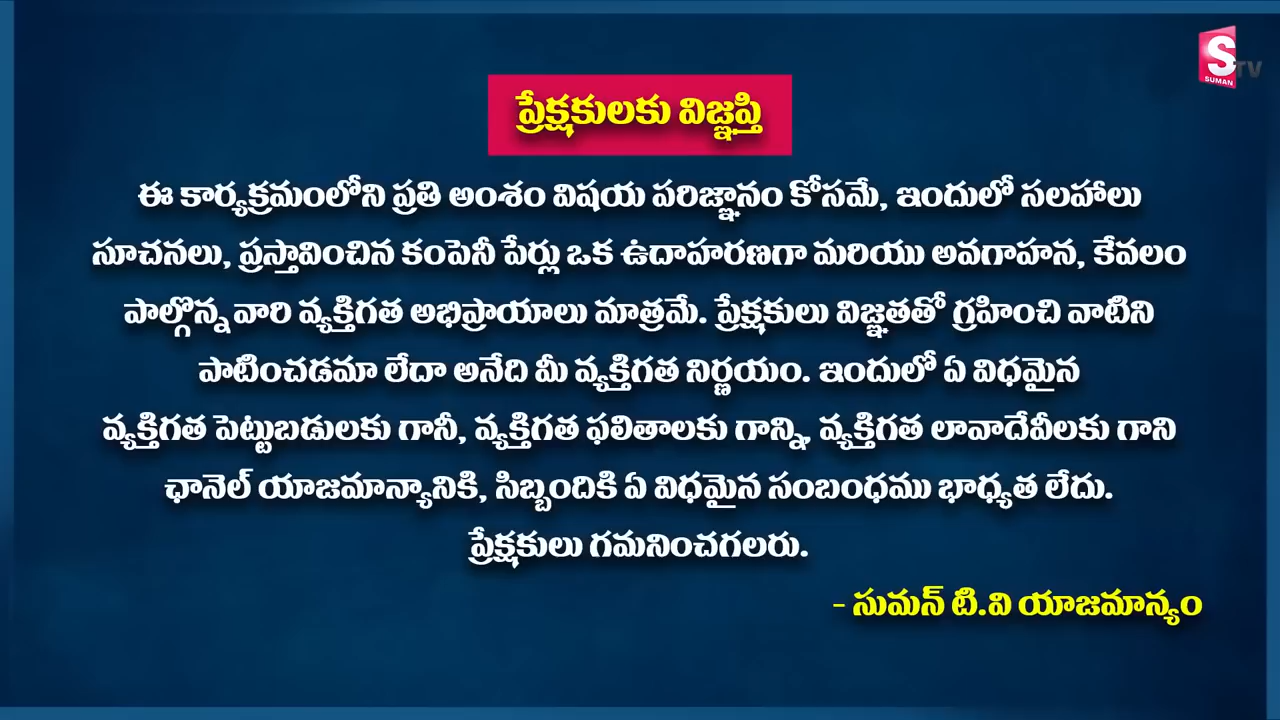 S TV
SUMAN
ప్రేక్షకులకు విజ్ఞప్తి
ఈ కార్యక్రమంలోని ప్రతి అంశం విషయ పరిజ్ఞానం కోసమే, ఇందులో సలహాలు
సూచనలు, ప్రస్తావించిన కంపెనీ పేర్లు ఒక ఉదాహరణగా మరియు అవగాహన, కేవలం
పాల్గొన్న వారి వ్యక్తిగత అభిప్రాయాలు మాత్రమే. ప్రేక్షకులు విజ్ఞతతో గ్రహించి వాటిని
పాటించడమా లేదా అనేది మీ వ్యక్తిగత నిర్ణయం. ఇందులో ఏ విధమైన
వ్యక్తిగత పెట్టుబడులకు గానీ, వ్యక్తిగత ఫలితాలకు గాన్ని, వ్యక్తిగత లావాదేవీలకు గాని
ఛానెల్ యాజమాన్యానికి, సిబ్బందికి ఏ విధమైన సంబంధము భాధ్యత లేదు.
ప్రేక్షకులు గమనించగలరు.
- సుమన్ టి.వి యాజమాన్యం